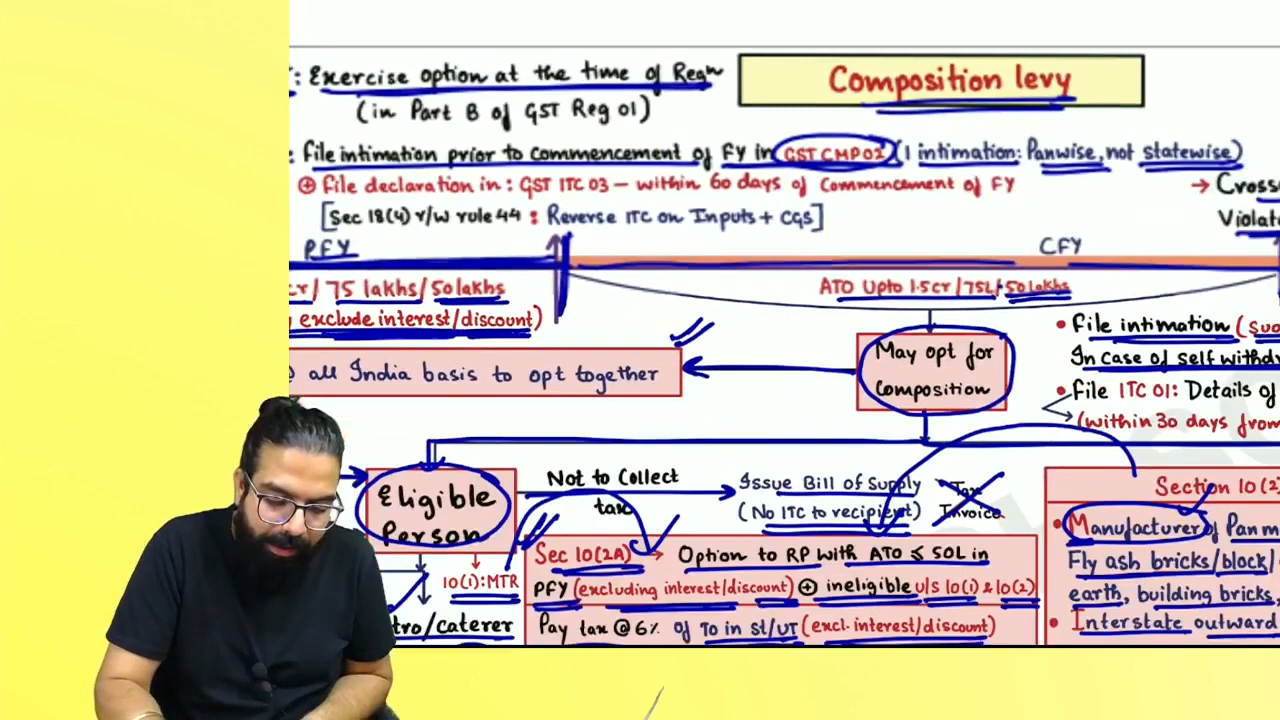 : Exercise option at the time of Regn
Composition levy
(in Part B of GST Reg 01)
: File intimation prior to commencement of FY in GST CMP 02 (1 intimation: Panwise, not statewise)
⊕ File declaration in : GST ITC 03 – within 60 days of Commencement of FY
→ Cross
[Sec 18(4) r/w rule 44 : Reverse ITC on Inputs + CGS]
Violat
PFY
CFY
cr/ 75 lakhs/ 50 lakhs
ATO Upto 1.5cr/75L/50 lakhs
exclude interest/discount)
May opt for
Composition
• File intimation (suo
In case of self withd
all India basis to opt together
• File ITC 01: Details of
(within 30 days from
Eligible
Person
Not to Collect
tax
Issue Bill of Supply
(No ITC to recipient)
Tax
Invoice
Section 10(2)
• Manufacturer of Pan m
Fly ash bricks/block/
earth, building bricks,
• Interstate outward
10(1): MTR
Sec 10(2A) → Option to RP with ATO ≤ 50L in
PFY (excluding interest/discount) ⊕ ineligible u/s 10(1) & 10(2)
Pay tax @ 6% of TO in ST/UT (excl. interest/discount)
tro/caterer